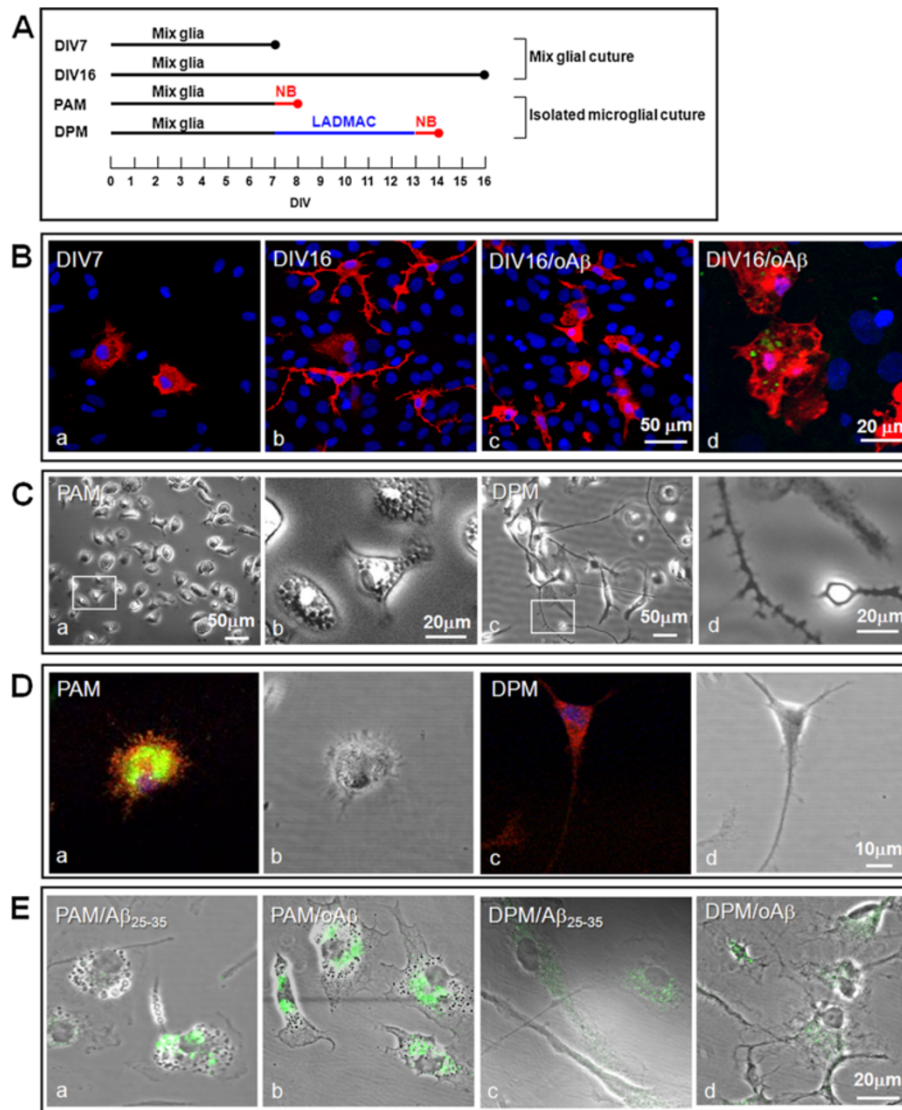 A
Mix glia
DIV7
Mix glia
DIV16
Mix glial cuture
Mix glia
NB
PAM
Mix glia
LADMAC
NB
DPM
Isolated microglial cuture
0 1 2 3 4 5 6 7 8 9 10 11 12 13 14 15 16
DIV
B
DIV7
DIV16
DIV16/oAβ
DIV16/oAβ
50 μm
20 μm
a
b
c
d
C
PAM
DPM
50μm
20μm
50μm
20μm
a
b
c
d
D
PAM
DPM
10μm
a
b
c
d
E
PAM/Aβ25-35
PAM/oAβ
DPM/Aβ25-35
DPM/oAβ
20μm
a
b
c
d